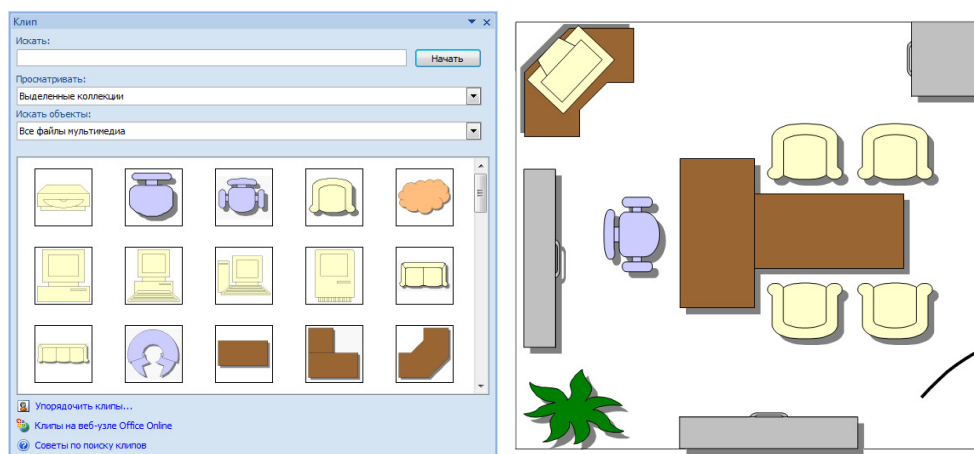 Клип
Искать:
Начать
Просматривать:
Выделенные коллекции
Искать объекты:
Все файлы мультимедиа
Упорядочить клипы...
Клипы на веб-узле Office Online
Советы по поиску клипов